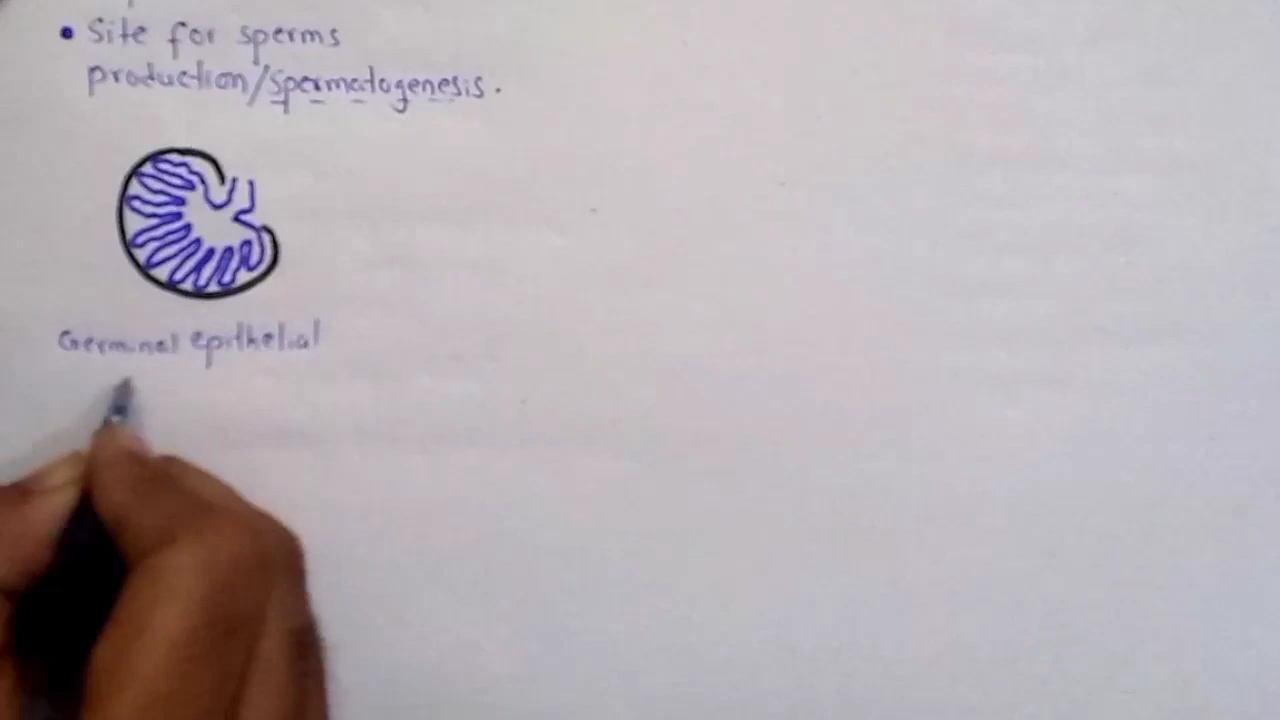 • Site for sperms
production/spermatogenesis.
Germinal epithelial